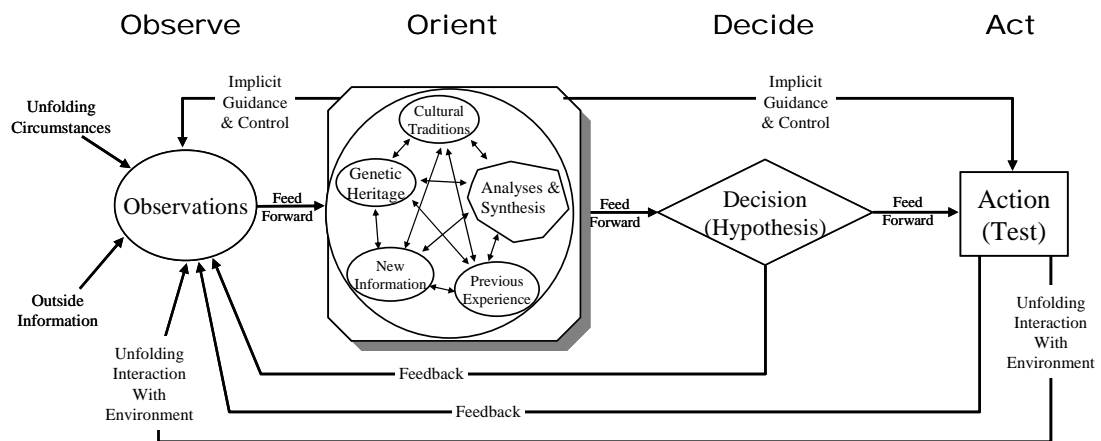 Observe
Orient
Decide
Act
Implicit
Guidance
& Control
Implicit
Guidance
& Control
Unfolding
Circumstances
Cultural
Traditions
Genetic
Heritage
Analyses &
Synthesis
Observations
Feed
Forward
Feed
Forward
Decision
(Hypothesis)
Feed
Forward
Action
(Test)
New
Information
Previous
Experience
Outside
Information
Unfolding
Interaction
With
Environment
Unfolding
Interaction
With
Environment
Feedback
Feedback